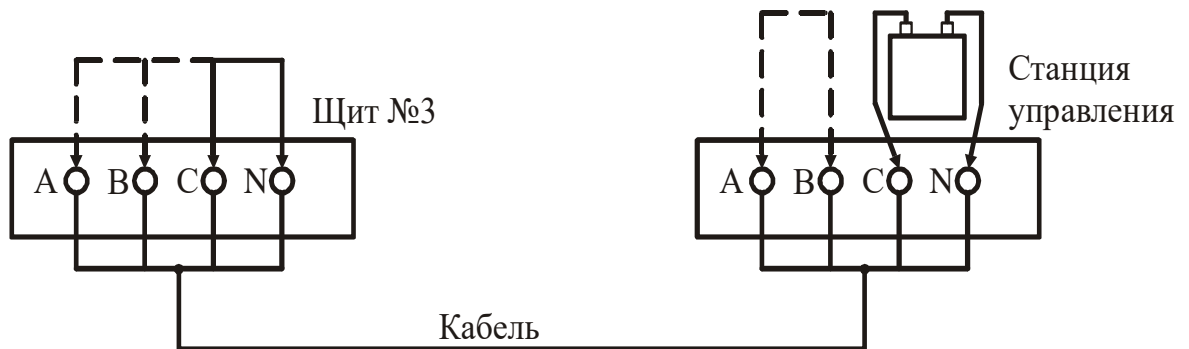 Щит №3
A B C N
Станция
управления
A B C N
Кабель